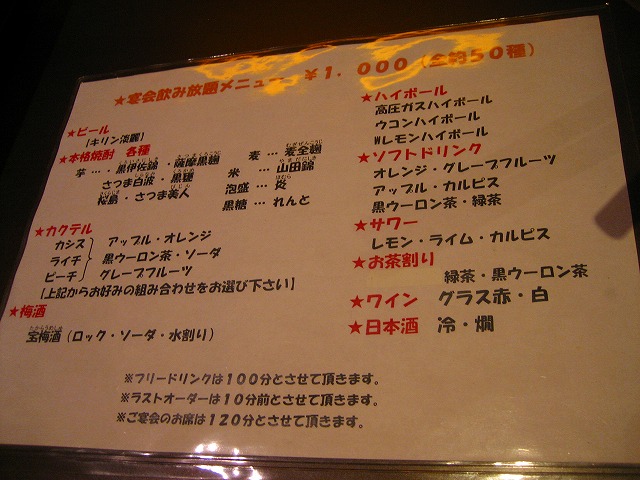 ★宴会飲み放題メニュー ￥１．０００（全約５０種）
★ビール
(キリン淡麗)
★本格焼酎 各種
芋…・黒伊佐錦・薩摩黒麹
さつま白波・黒麹
桜島・さつま美人
麦…麦全麹
米…山田錦
泡盛…炎
黒糖…れんと
★カクテル
カシス アップル・オレンジ
ライチ 黒ウーロン茶・ソーダ
ピーチ グレープフルーツ
【上記からお好みの組み合わせをお選び下さい】
★梅酒
宝梅酒（ロック・ソーダ・水割り）
★ハイボール
高圧ガスハイボール
ウコンハイボール
Wレモンハイボール
★ソフトドリンク
オレンジ・グレープフルーツ
アップル・カルピス
黒ウーロン茶・緑茶
★サワー
レモン・ライム・カルピス
★お茶割り
緑茶・黒ウーロン茶
★ワイン グラス赤・白
★日本酒 冷・燗
※フリードリンクは１００分とさせて頂きます。
※ラストオーダーは１０分前とさせて頂きます。
※ご宴会のお席は１２０分とさせて頂きます。